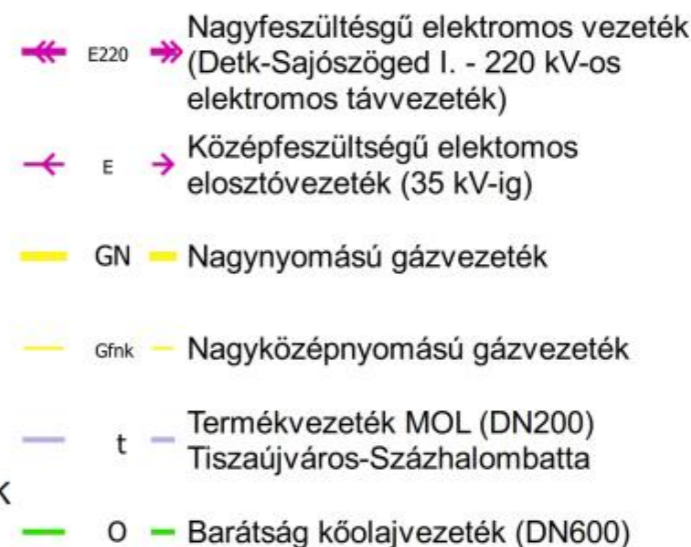 Nagyfeszültésgű elektromos vezeték
E220 (Detk-Sajószöged I. - 220 kV-os
elektromos távvezeték)
Középfeszültségű elektomos
E elosztóvezeték (35 kV-ig)
GN Nagynyomású gázvezeték
Gfnk Nagyközépnyomású gázvezeték
Termékvezeték MOL (DN200)
t Tiszaújváros-Százhalombatta
K
O Barátság kőolajvezeték (DN600)